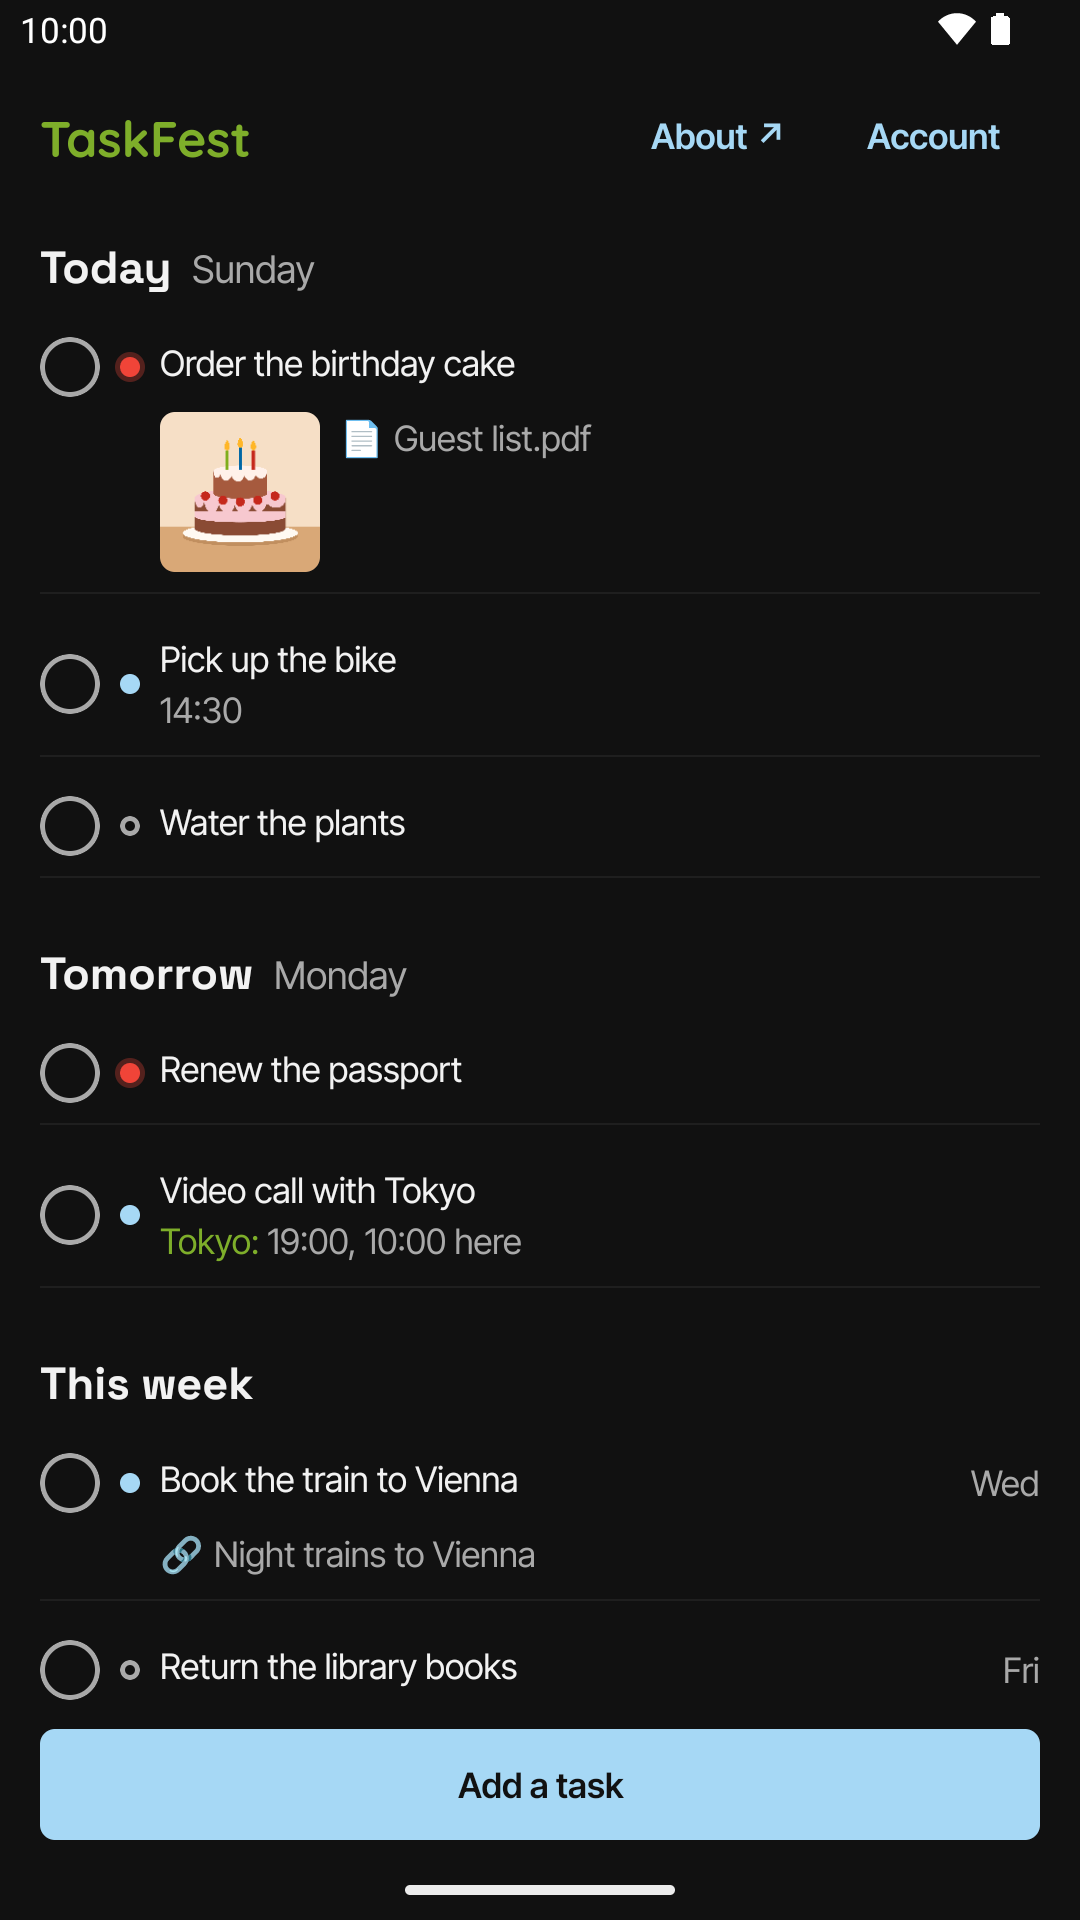 10:00
TaskFest
About ↗ Account
Today Sunday
Order the birthday cake
Guest list.pdf
Pick up the bike
14:30
Water the plants
Tomorrow Monday
Renew the passport
Video call with Tokyo
Tokyo: 19:00, 10:00 here
This week
Book the train to Vienna Wed
Night trains to Vienna
Return the library books Fri
Add a task